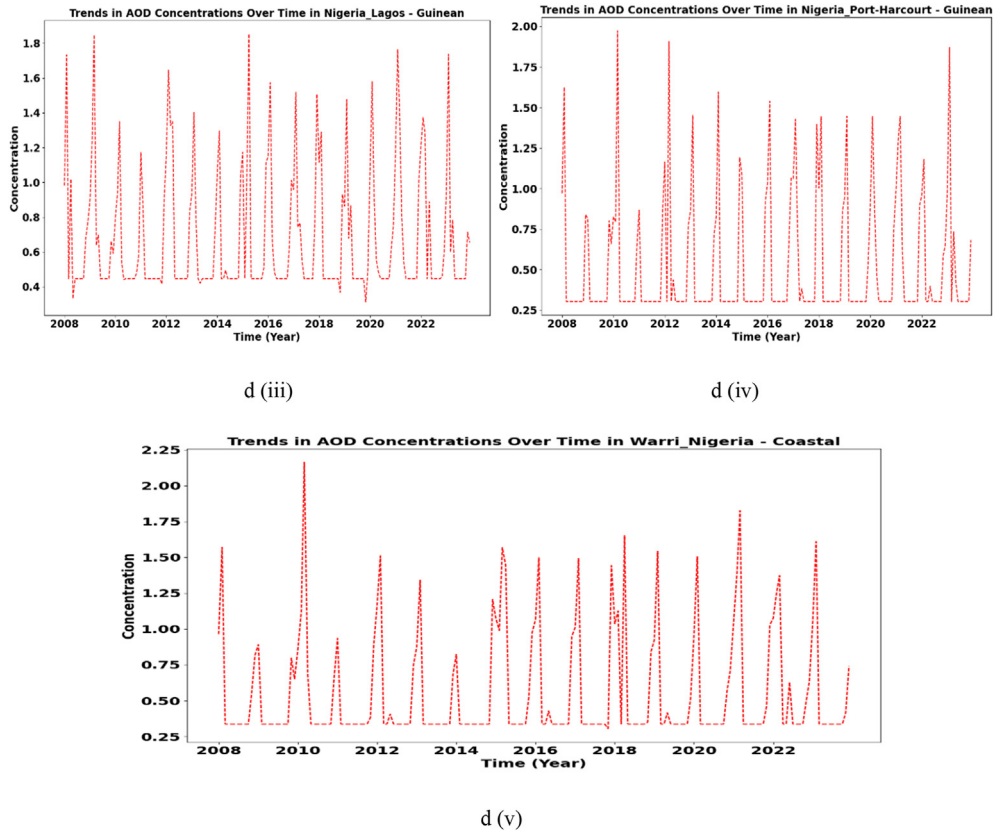 Trends in AOD Concentrations Over Time in Nigeria_Lagos - Guinean
1.8
1.6
1.4
1.2
1.0
0.8
0.6
0.4
Concentration
2008 2010 2012 2014 2016 2018 2020 2022
Time (Year)
d (iii)
Trends in AOD Concentrations Over Time in Nigeria_Port-Harcourt - Guinean
2.00
1.75
1.50
1.25
1.00
0.75
0.50
0.25
Concentration
2008 2010 2012 2014 2016 2018 2020 2022
Time (Year)
d (iv)
Trends in AOD Concentrations Over Time in Warri_Nigeria - Coastal
2.25
2.00
1.75
1.50
1.25
1.00
0.75
0.50
0.25
Concentration
2008 2010 2012 2014 2016 2018 2020 2022
Time (Year)
d (v)